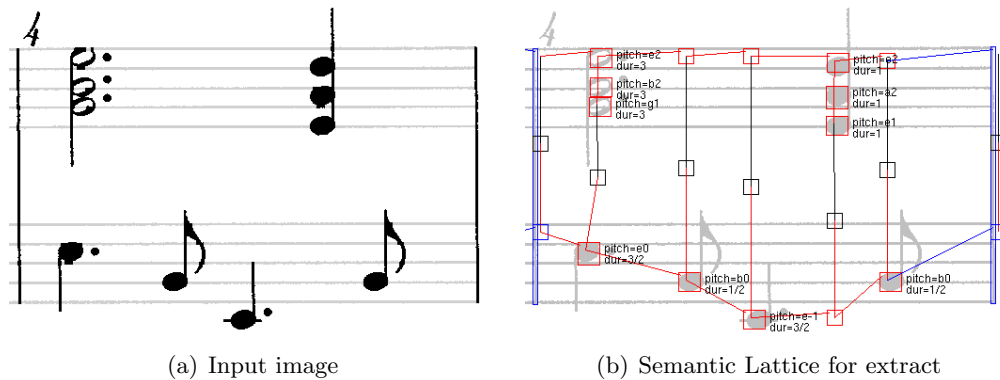 4
pitch=e2
dur=3
pitch=b2
dur=3
pitch=g1
dur=3
pitch=e2
dur=1
pitch=a2
dur=1
pitch=e1
dur=1
pitch=e0
dur=3/2
pitch=b0
dur=1/2
pitch=e-1
dur=3/2
pitch=b0
dur=1/2
(a) Input image
(b) Semantic Lattice for extract